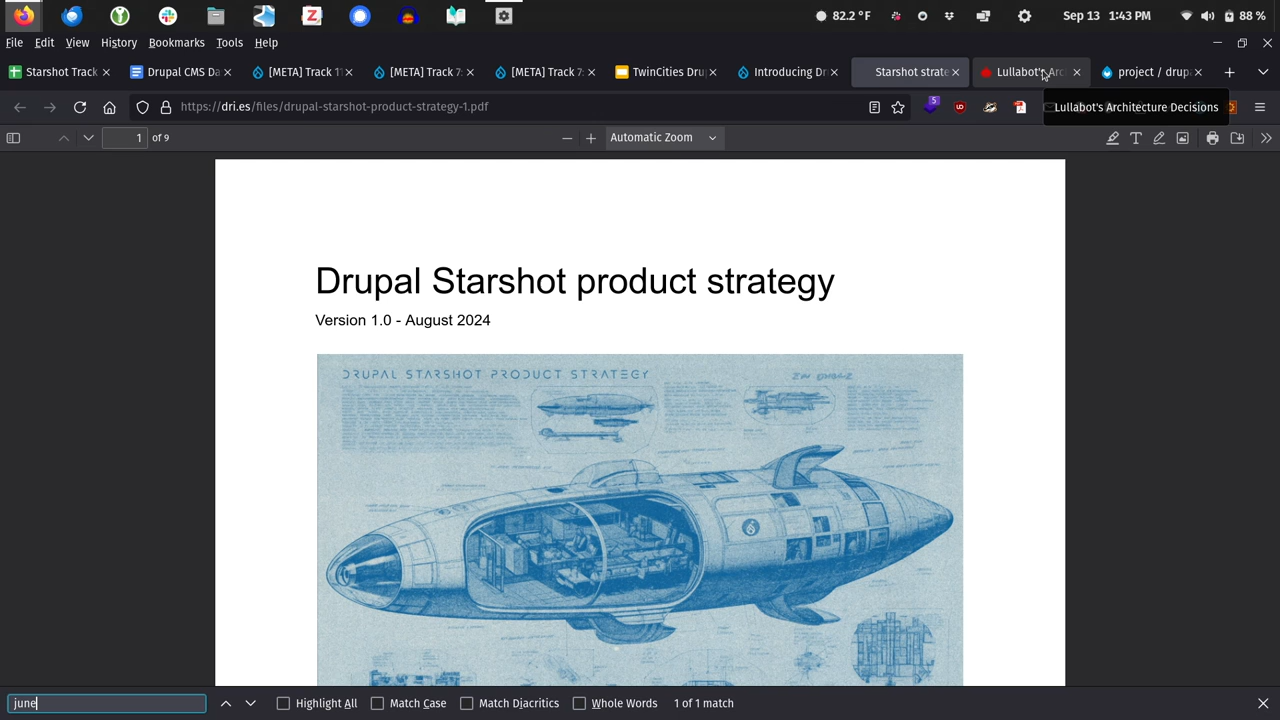 82.2 °F
Sep 13 1:43 PM
88 %
File Edit View History Bookmarks Tools Help
Starshot Track
Drupal CMS Da
[META] Track 1
[META] Track 7:
[META] Track 7:
TwinCities Dru
Introducing Dr
Starshot strate
Lullabot's Arc
project / drupa
https://dri.es/files/drupal-starshot-product-strategy-1.pdf
5
Lullabot's Architecture Decisions
1 of 9
Automatic Zoom
Drupal Starshot product strategy
Version 1.0 - August 2024
DRUPAL STARSHOT PRODUCT STRATEGY
june
Highlight All
Match Case
Match Diacritics
Whole Words
1 of 1 match